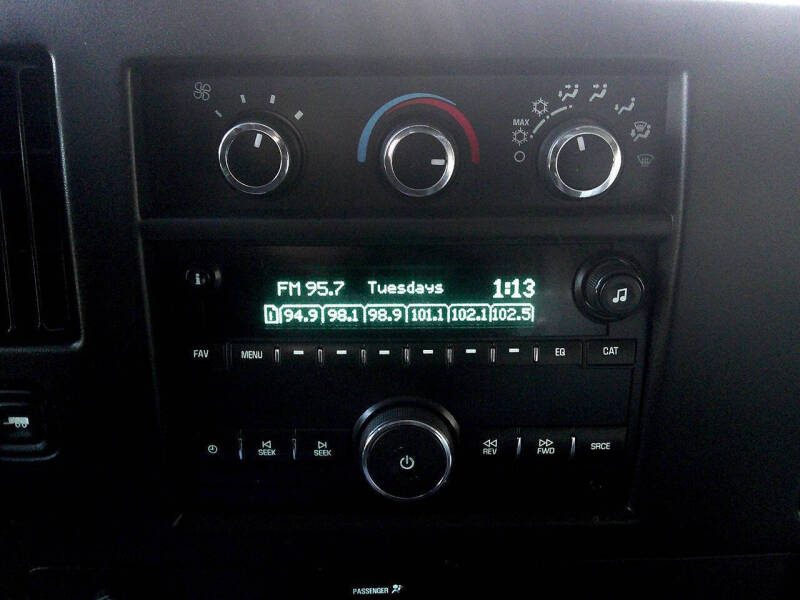 MAX
FM 95.7 Tuesdays 1:13
1 94.9 98.1 98.9 101.1 102.1 102.5
FAV MENU EQ CAT
SEEK SEEK REV FWD SRCE
PASSENGER